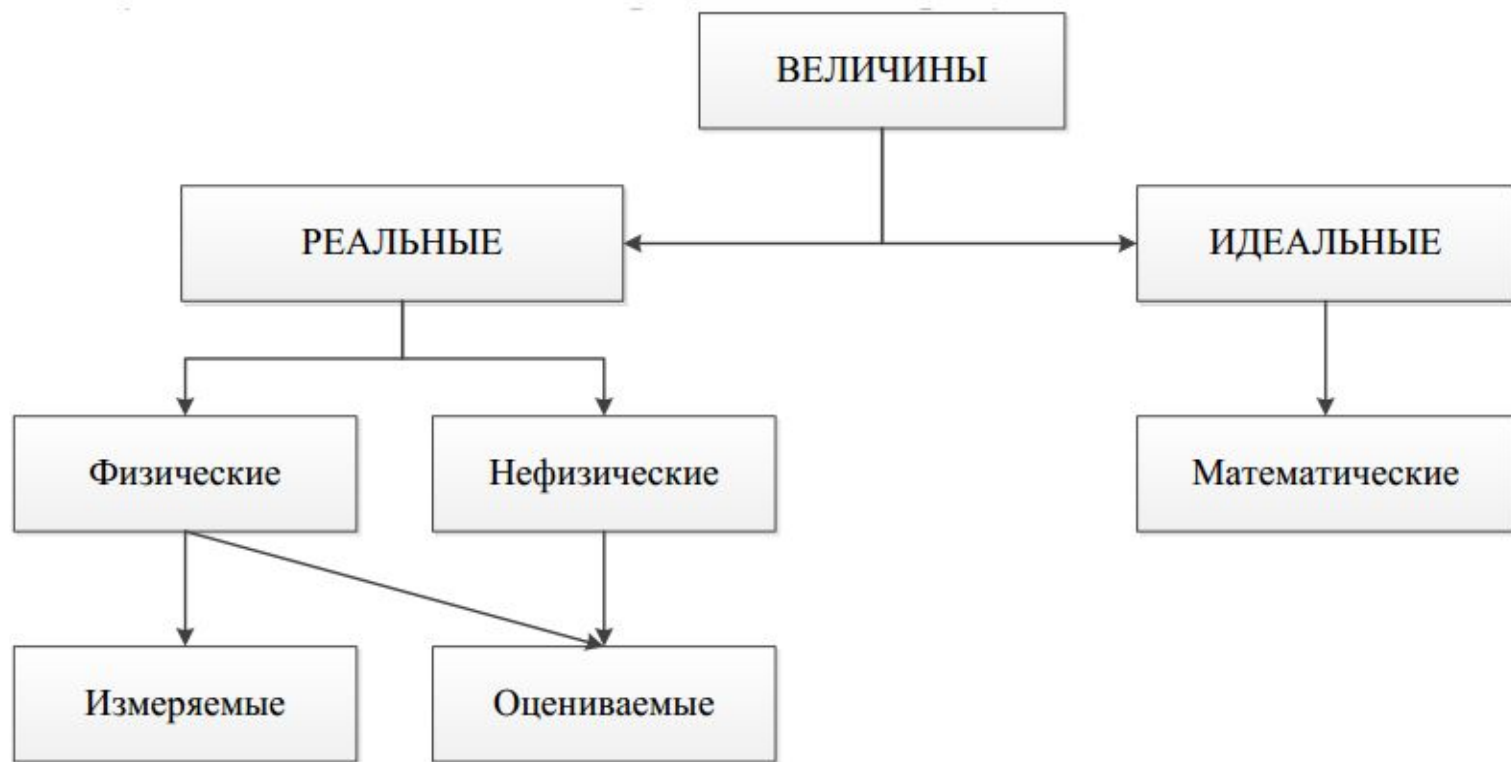 ВЕЛИЧИНЫ
РЕАЛЬНЫЕ
ИДЕАЛЬНЫЕ
Физические
Нефизические
Математические
Измеряемые
Оцениваемые